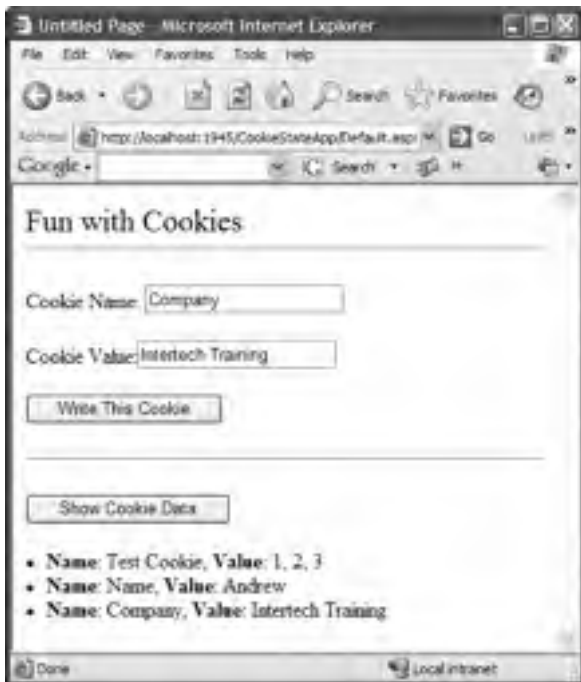 Untitled Page - Microsoft Internet Explorer
File Edit View Favorites Tools Help
Back Search Favorites
Address http://localhost:1945/CookieStateApp/Default.aspx Go Links
Google Search
Fun with Cookies
Cookie Name: Company
Cookie Value: Intertech Training
Write This Cookie
Show Cookie Data
• Name: Test Cookie, Value: 1, 2, 3
• Name: Name, Value: Andrew
• Name: Company, Value: Intertech Training
Done Local intranet